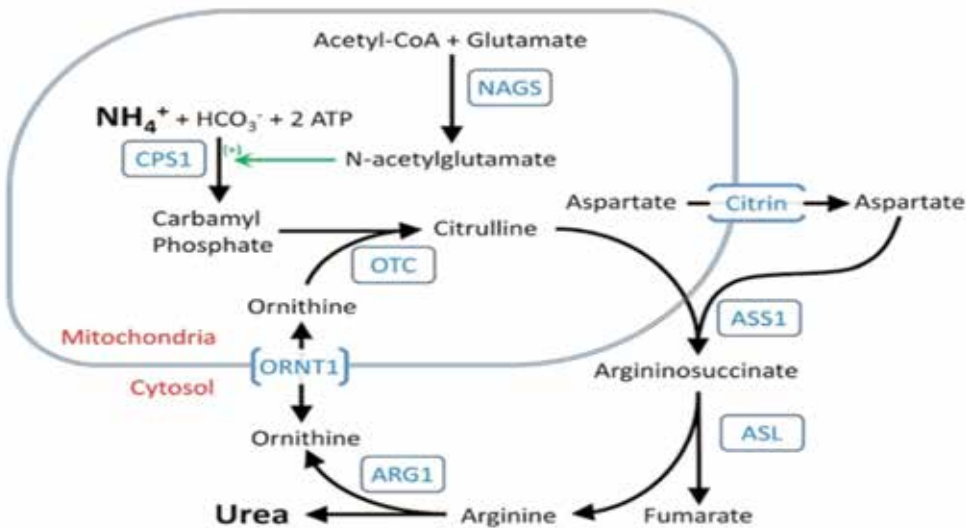 Acetyl-CoA + Glutamate
NAGS
NH₄⁺ + HCO₃⁻ + 2 ATP
CPS1
(+)
N-acetylglutamate
Aspartate
Citrin
Aspartate
Carbamyl
Phosphate
Citrulline
OTC
Ornithine
ASS1
Mitochondria
ORNT1
Argininosuccinate
Cytosol
Ornithine
ASL
ARG1
Urea
Arginine
Fumarate